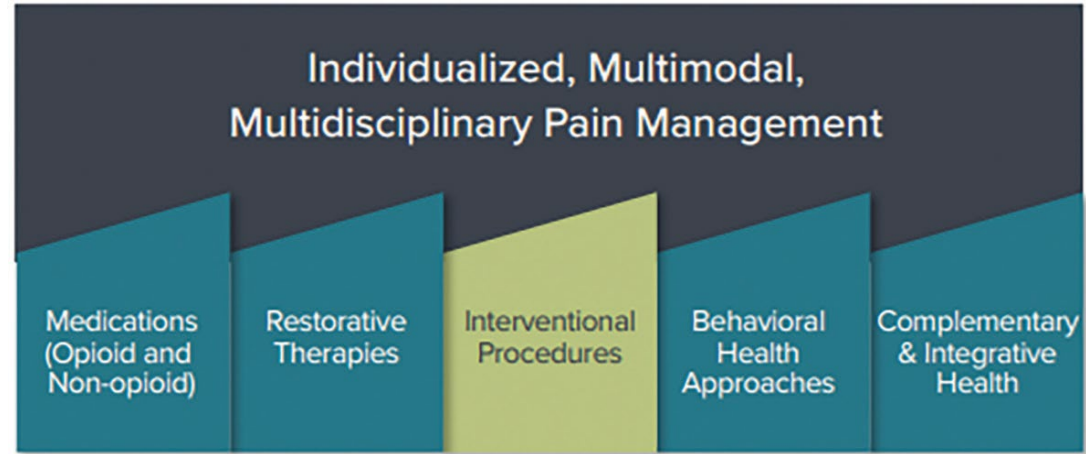 Individualized, Multimodal,
Multidisciplinary Pain Management
Medications
(Opioid and
Non-opioid)
Restorative
Therapies
Interventional
Procedures
Behavioral
Health
Approaches
Complementary
& Integrative
Health